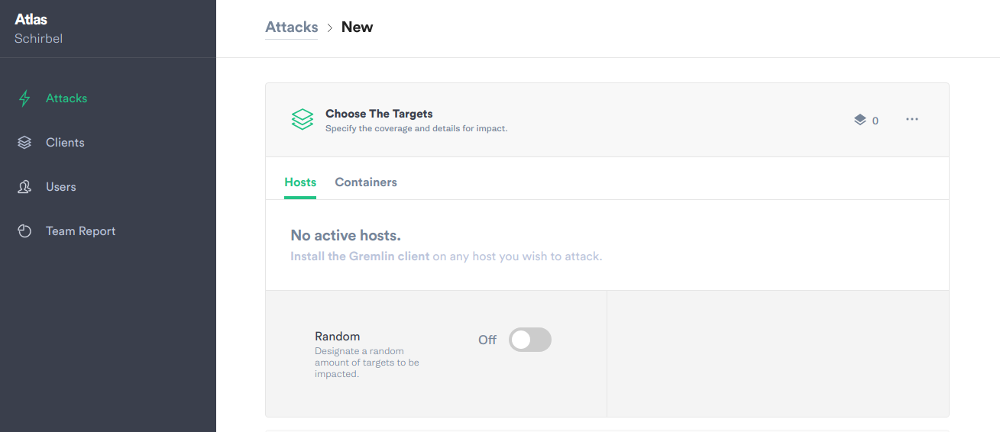 Atlas
Schirbel
Attacks
Clients
Users
Team Report
Attacks > New
Choose The Targets
Specify the coverage and details for impact.
0
Hosts Containers
No active hosts.
Install the Gremlin client on any host you wish to attack.
Random
Designate a random
amount of targets to be
impacted.
Off